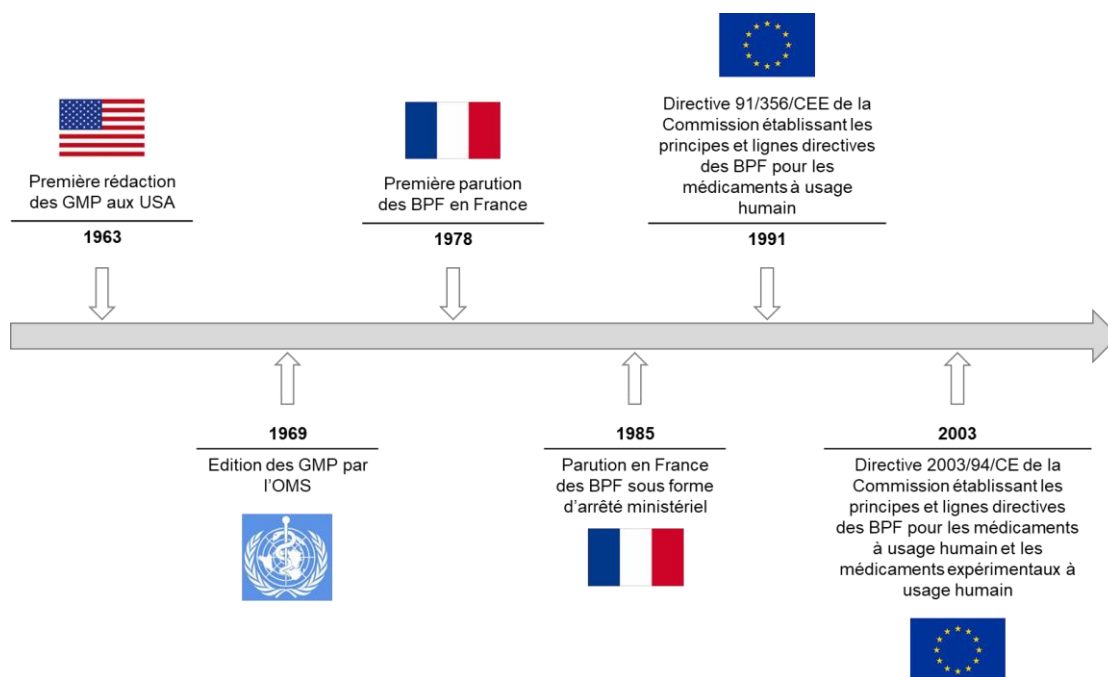 Première rédaction
des GMP aux USA
1963
Première parution
des BPF en France
1978
Directive 91/356/CEE de la
Commission établissant les
principes et lignes directives
des BPF pour les
médicaments à usage
humain
1991
1969
Edition des GMP par
l’OMS
1985
Parution en France
des BPF sous forme
d’arrêté ministériel
2003
Directive 2003/94/CE de la
Commission établissant les
principes et lignes directives
des BPF pour les médicaments
à usage humain et les
médicaments expérimentaux à
usage humain